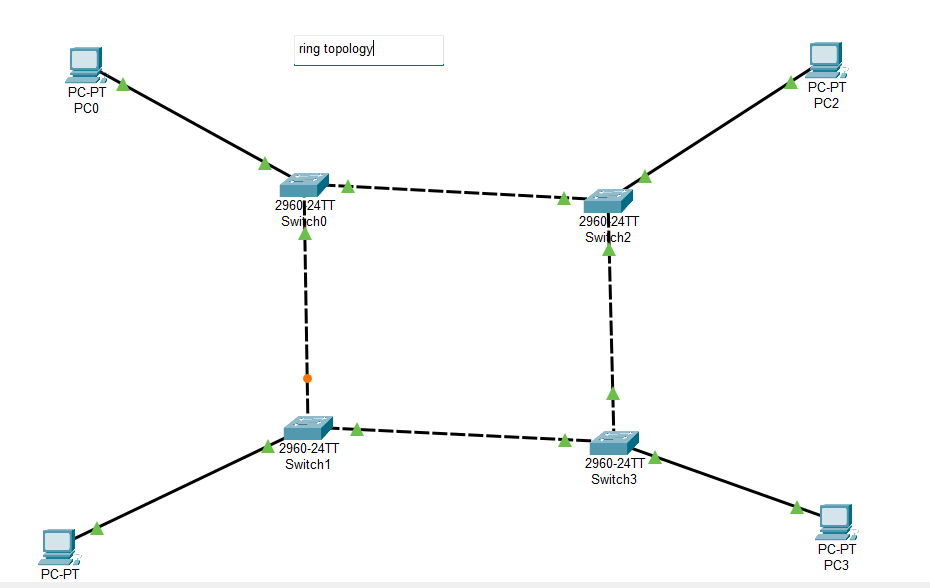 ring topology
PC-PT
PC0
PC-PT
PC2
2960-24TT
Switch0
2960-24TT
Switch2
2960-24TT
Switch1
2960-24TT
Switch3
PC-PT
PC3
PC-PT